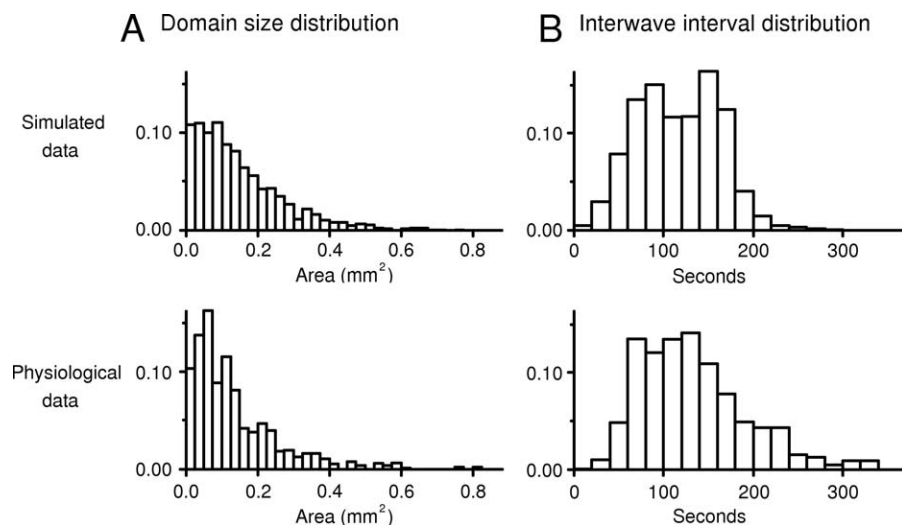 A Domain size distribution
B Interwave interval distribution
Simulated
data
0.10
0.00
0.0 0.2 0.4 0.6 0.8
Area (mm²)
0.10
0.00
0 100 200 300
Seconds
Physiological
data
0.10
0.00
0.0 0.2 0.4 0.6 0.8
Area (mm²)
0.10
0.00
0 100 200 300
Seconds